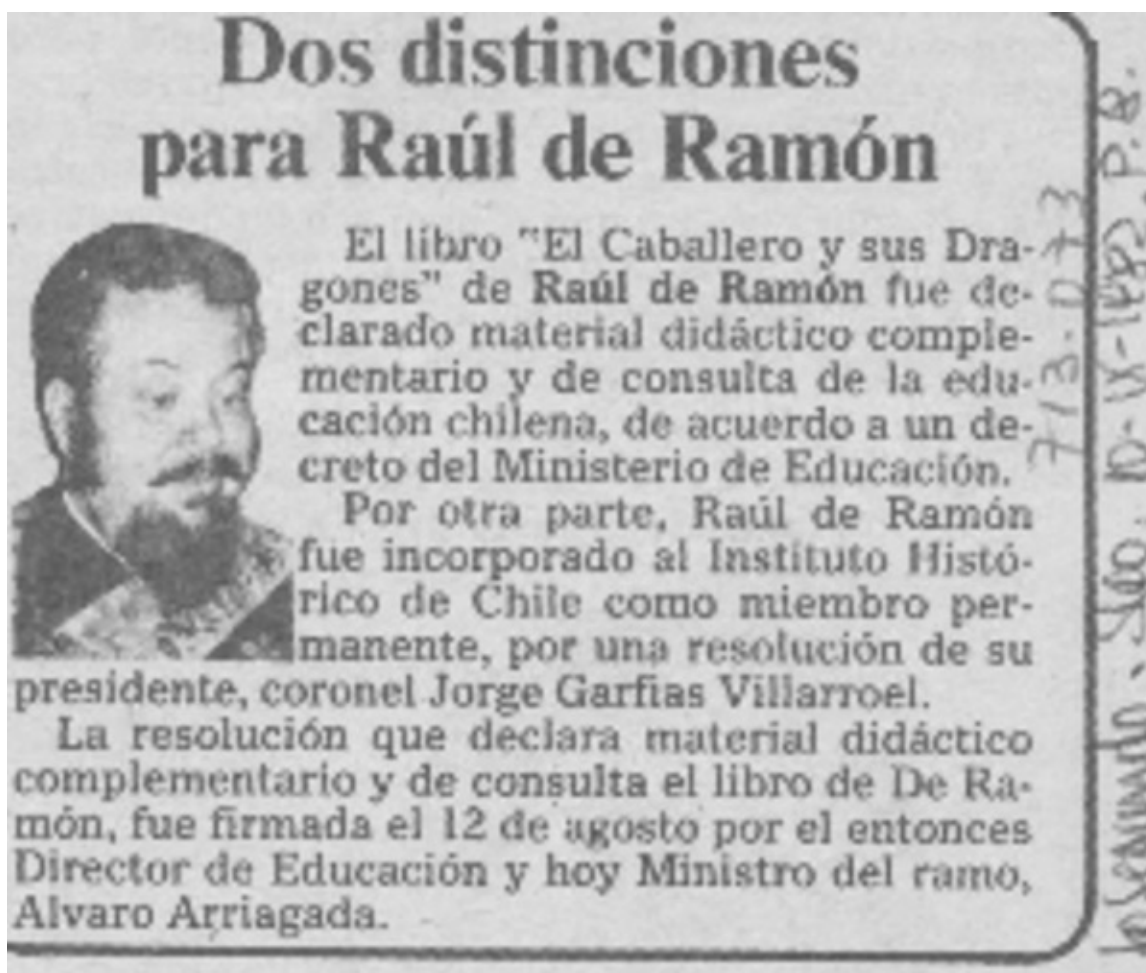 Dos distinciones
para Raúl de Ramón
El libro "El Caballero y sus Dra-
gones" de Raúl de Ramón fue de-
clarado material didáctico comple-
mentario y de consulta de la edu-
cación chilena, de acuerdo a un de-
creto del Ministerio de Educación.
Por otra parte, Raúl de Ramón
fue incorporado al Instituto Histó-
rico de Chile como miembro per-
manente, por una resolución de su
presidente, coronel Jorge Garfias Villarroel.
La resolución que declara material didáctico
complementario y de consulta el libro de De Ra-
món, fue firmada el 12 de agosto por el entonces
Director de Educación y hoy Ministro del ramo,
Alvaro Arriagada.
713.073
P.8.